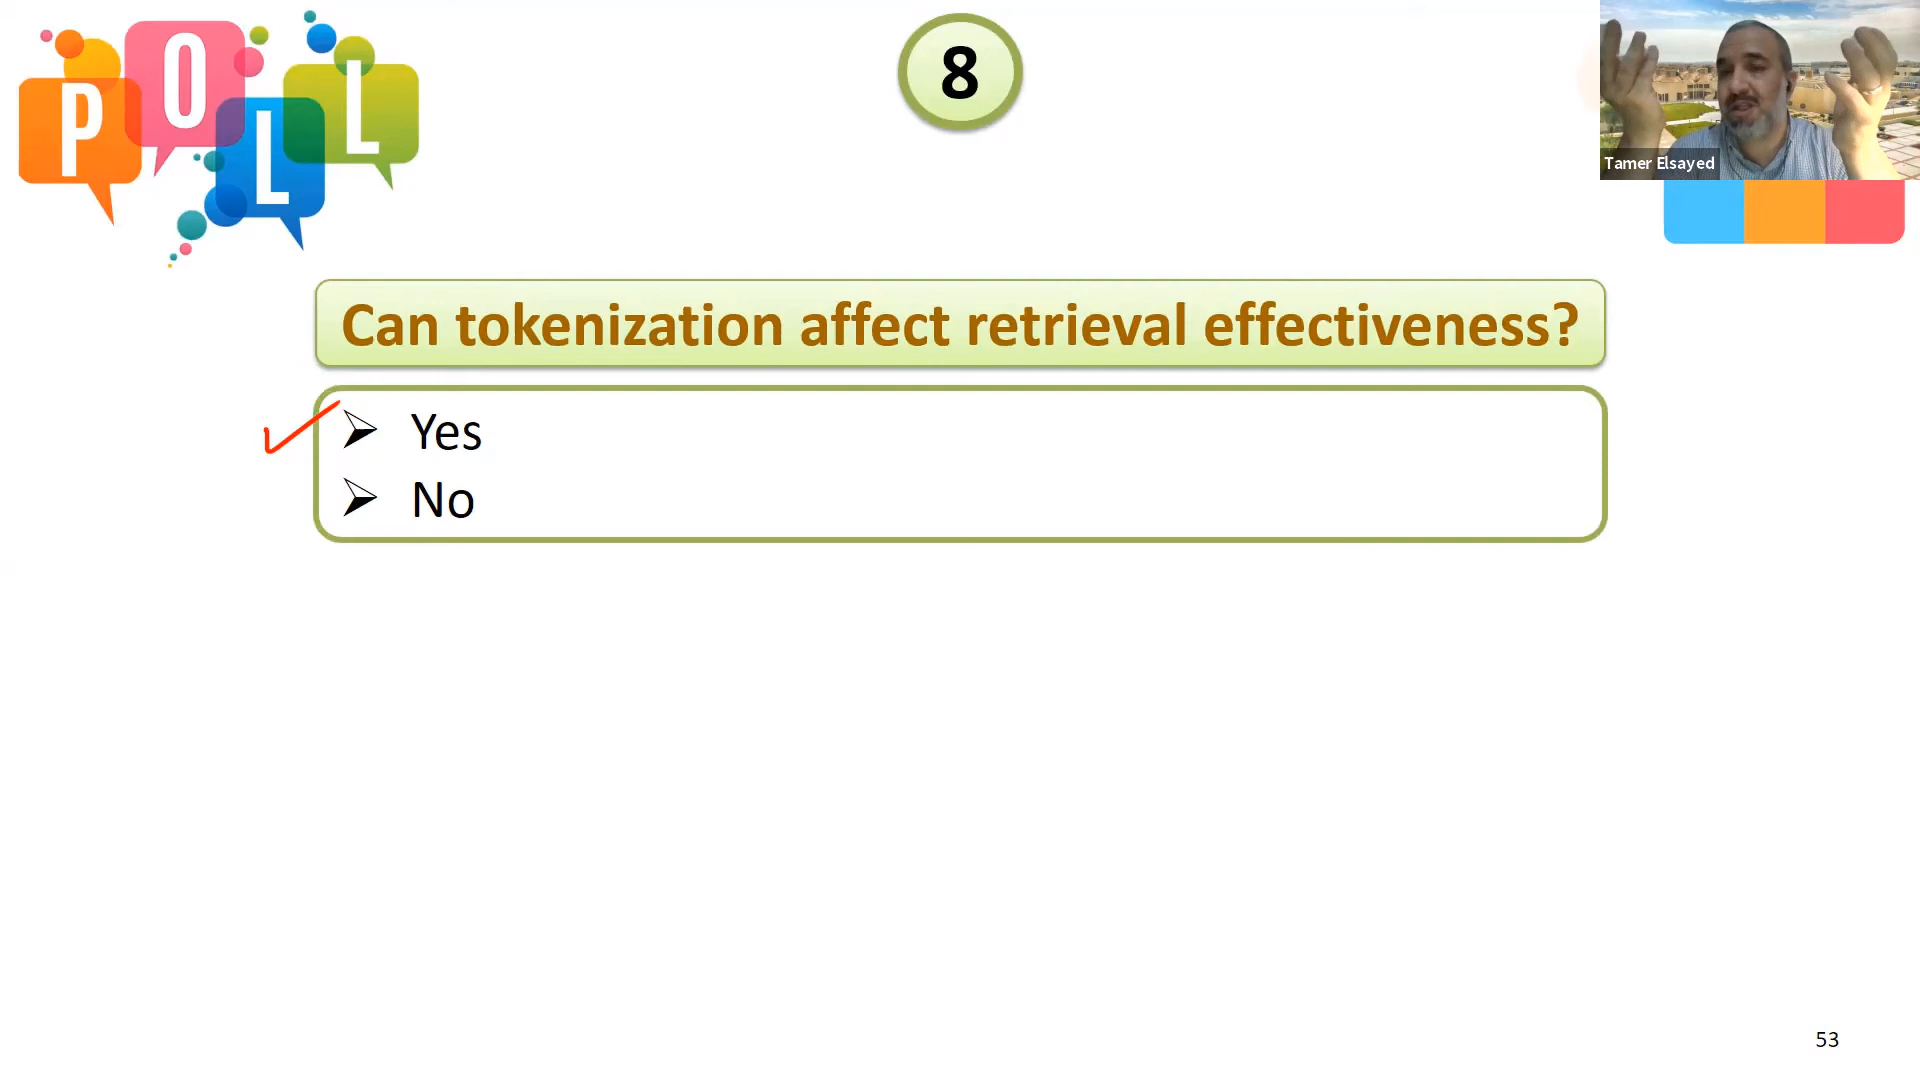 POLL
8
Tamer Elsayed
Can tokenization affect retrieval effectiveness?
Yes
No
53